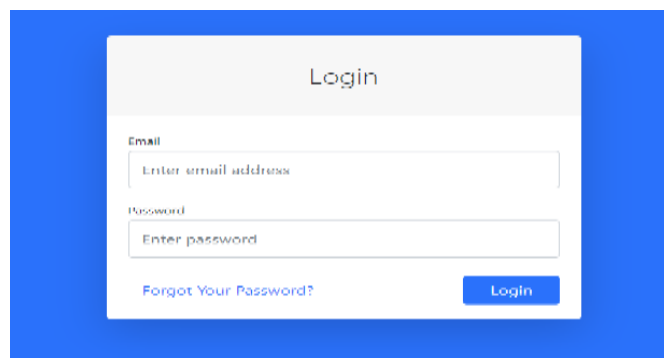 Login
Email
Enter email address
Password
Enter password
Forgot Your Password?
Login